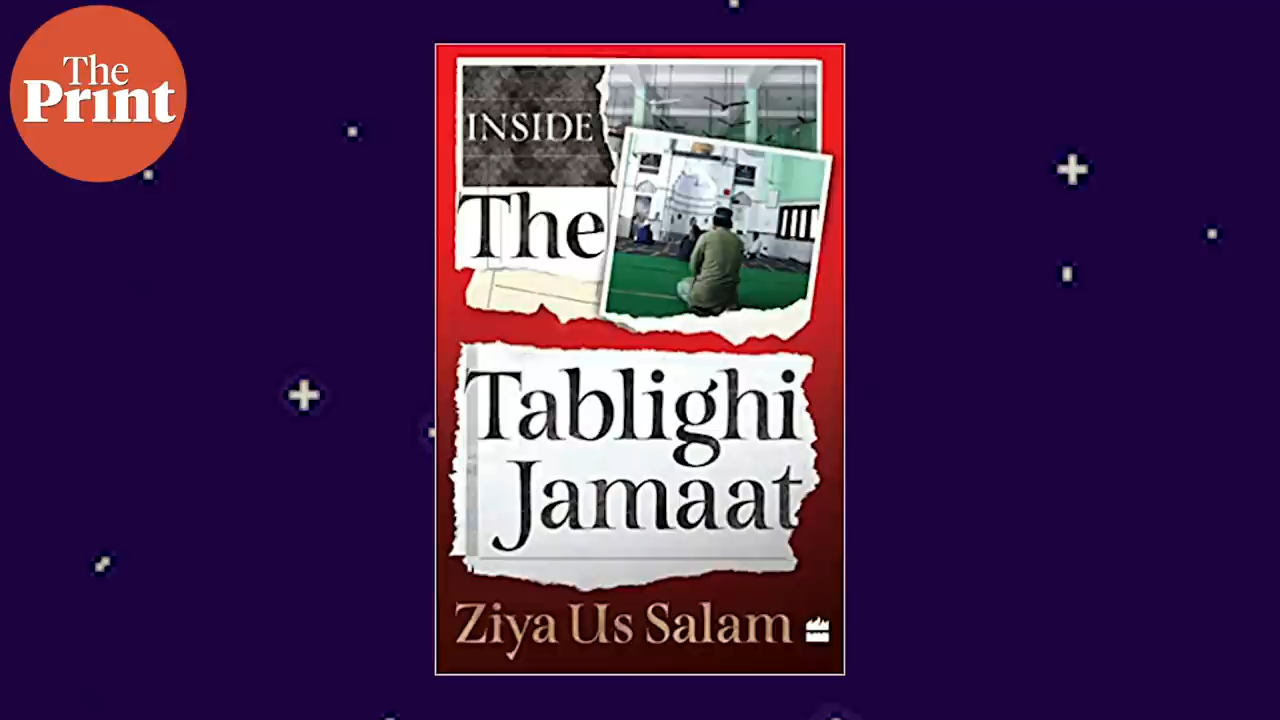 The
Print
INSIDE
The
Tablighi
Jamaat
Ziya Us Salam